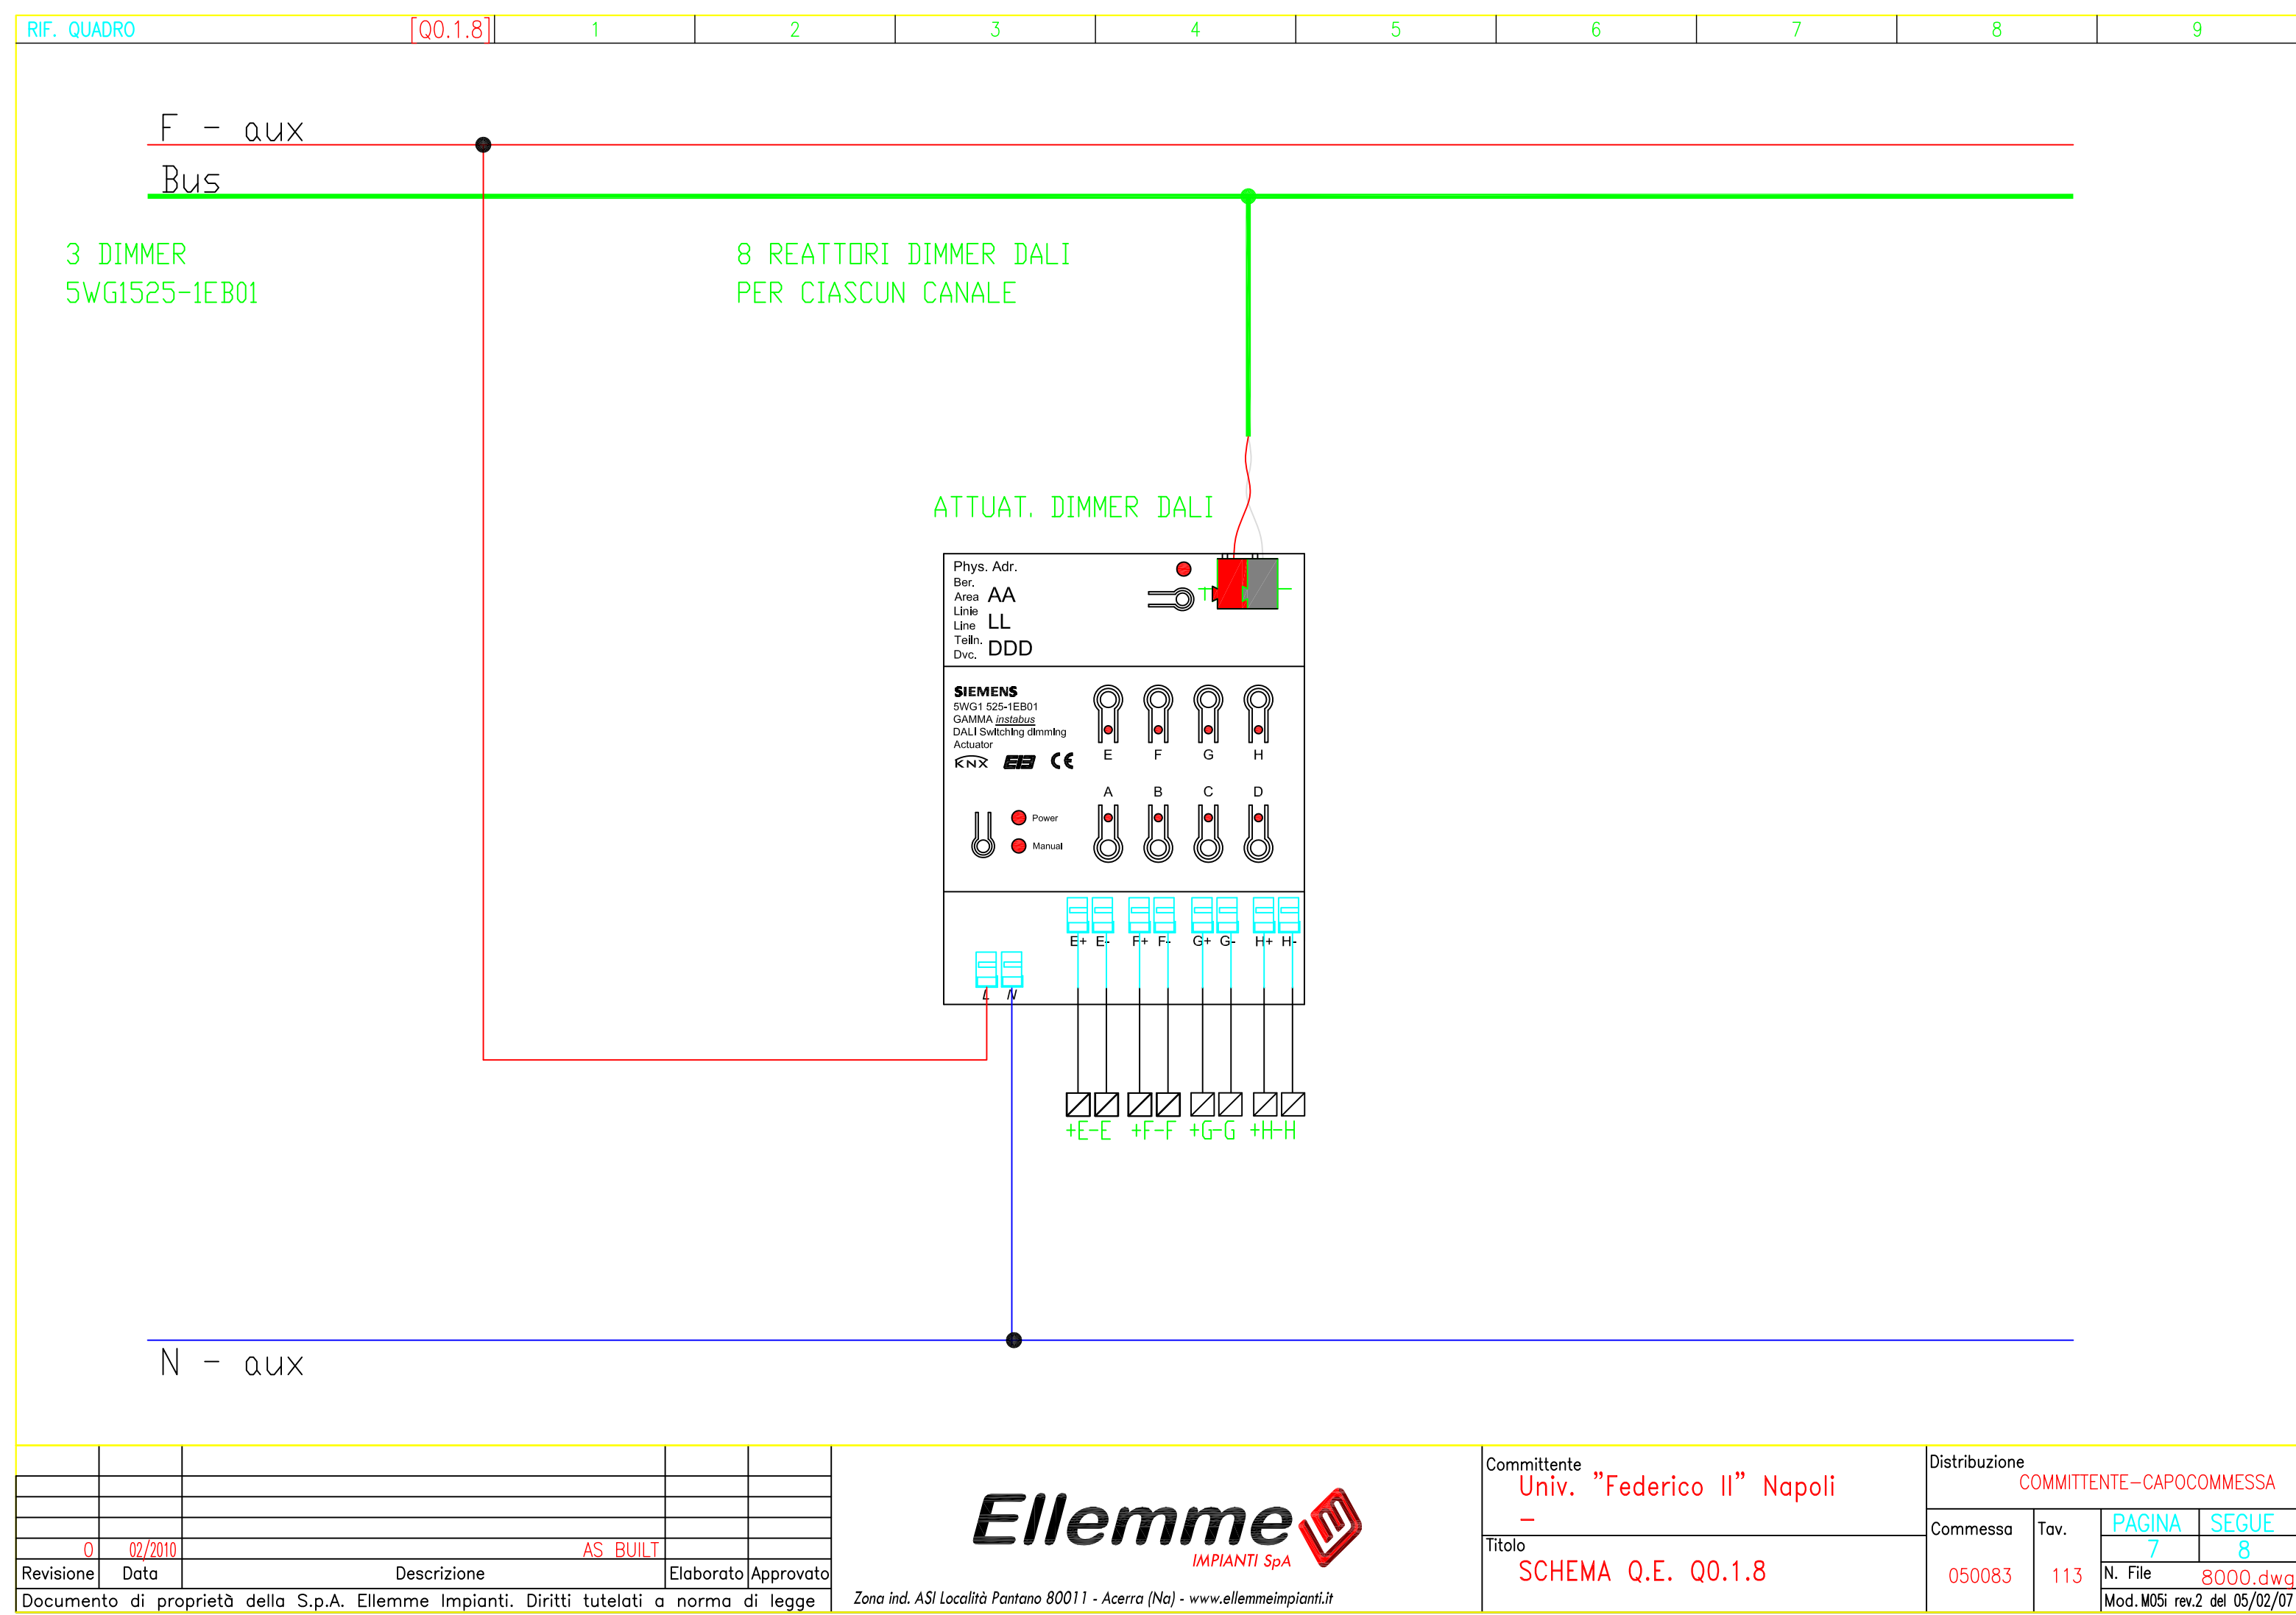 RIF. QUADRO [Q0.1.8] 1 2 3 4 5 6 7 8 9
F - aux
Bus
3 DIMMER
5WG1525-1EB01
8 REATTORI DIMMER DALI
PER CIASCUN CANALE
ATTUAT. DIMMER DALI
Phys. Adr.
Ber.
Area AA
Linie
Line LL
Teiln.
Dvc. DDD
+ -
SIEMENS
5WG1 525-1EB01
GAMMA instabus
DALI Switching dimming
Actuator
KNX EIB CE
E F G H
A B C D
Power
Manual
E+ E- F+ F- G+ G- H+ H-
L N
+E-E +F-F +G-G +H-H
N - aux
0 02/2010 AS BUILT
Revisione Data Descrizione Elaborato Approvato
Documento di proprietà della S.p.A. Ellemme Impianti. Diritti tutelati a norma di legge
Ellemme
IMPIANTI SpA
Zona ind. ASI Località Pantano 80011 - Acerra (Na) - www.ellemmeimpianti.it
Committente
Univ. "Federico II" Napoli
-
Titolo
SCHEMA Q.E. Q0.1.8
Distribuzione
COMMITTENTE-CAPOCOMMESSA
Commessa
050083
Tav.
113
PAGINA SEGUE
7 8
N. File 8000.dwg
Mod. M05i rev.2 del 05/02/07